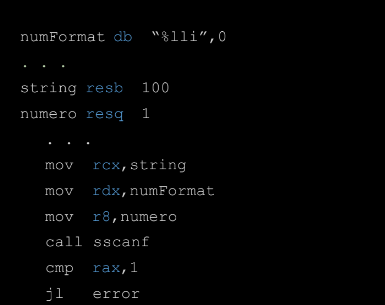 numFormat db “%lli”,0
. . .
string resb 100
numero resq 1
. . .
mov rcx,string
mov rdx,numFormat
mov r8,numero
call sscanf
cmp rax,1
jl error